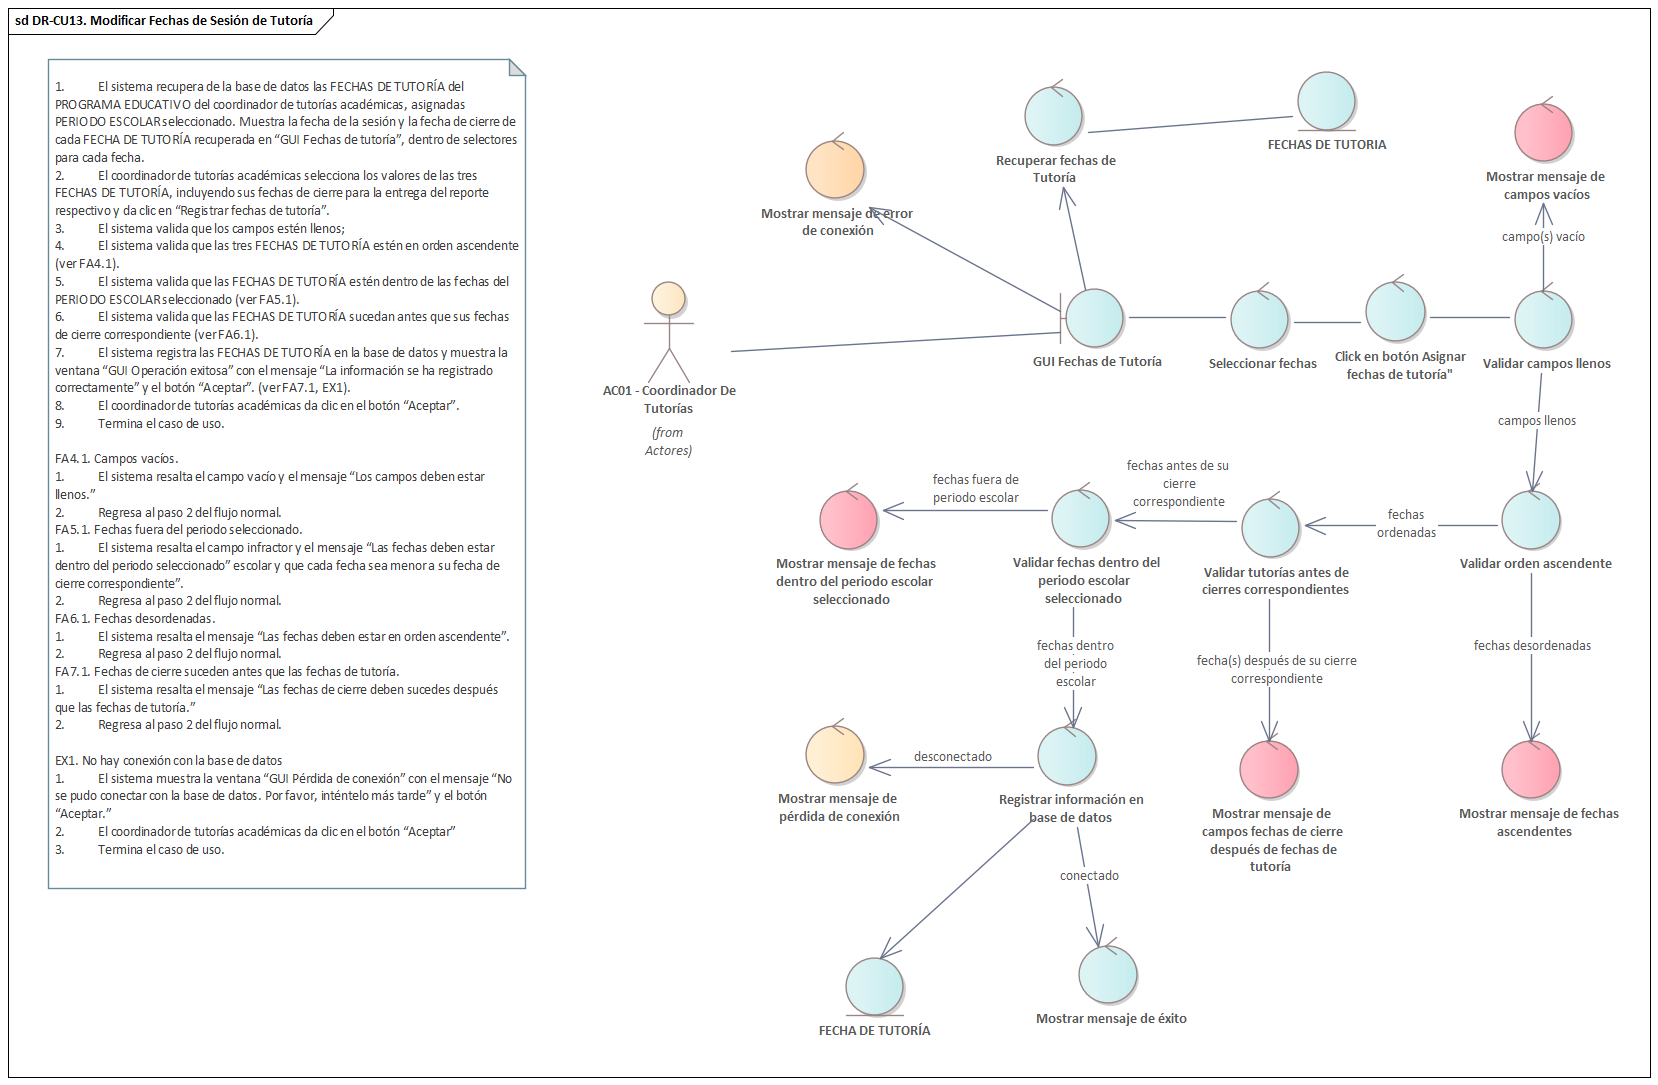 sd DR-CU13. Modificar Fechas de Sesión de Tutoría
1. El sistema recupera de la base de datos las FECHAS DE TUTORÍA del
PROGRAMA EDUCATIVO del coordinador de tutorías académicas, asignadas
PERIODO ESCOLAR seleccionado. Muestra la fecha de la sesión y la fecha de cierre de
cada FECHA DE TUTORÍA recuperada en “GUI Fechas de tutoría”, dentro de selectores
para cada fecha.
2. El coordinador de tutorías académicas selecciona los valores de las tres
FECHAS DE TUTORÍA, incluyendo sus fechas de cierre para la entrega del reporte
respectivo y da clic en “Registrar fechas de tutoría”.
3. El sistema valida que los campos estén llenos;
4. El sistema valida que las tres FECHAS DE TUTORÍA estén en orden ascendente
(ver FA4.1).
5. El sistema valida que las FECHAS DE TUTORÍA estén dentro de las fechas del
PERIODO ESCOLAR seleccionado (ver FA5.1).
6. El sistema valida que las FECHAS DE TUTORÍA sucedan antes que sus fechas
de cierre correspondiente (ver FA6.1).
7. El sistema registra las FECHAS DE TUTORÍA en la base de datos y muestra la
ventana “GUI Operación exitosa” con el mensaje “La información se ha registrado
correctamente” y el botón “Aceptar”. (ver FA7.1, EX1).
8. El coordinador de tutorías académicas da clic en el botón “Aceptar”.
9. Termina el caso de uso.
FA4.1. Campos vacíos.
1. El sistema resalta el campo vacío y el mensaje “Los campos deben estar
llenos.”
2. Regresa al paso 2 del flujo normal.
FA5.1. Fechas fuera del periodo seleccionado.
1. El sistema resalta el campo infractor y el mensaje “Las fechas deben estar
dentro del periodo seleccionado” escolar y que cada fecha sea menor a su fecha de
cierre correspondiente”.
2. Regresa al paso 2 del flujo normal.
FA6.1. Fechas desordenadas.
1. El sistema resalta el mensaje “Las fechas deben estar en orden ascendente”.
2. Regresa al paso 2 del flujo normal.
FA7.1. Fechas de cierre suceden antes que las fechas de tutoría.
1. El sistema resalta el mensaje “Las fechas de cierre deben sucedes después
que las fechas de tutoría.”
2. Regresa al paso 2 del flujo normal.
EX1. No hay conexión con la base de datos
1. El sistema muestra la ventana “GUI Pérdida de conexión” con el mensaje “No
se pudo conectar con la base de datos. Por favor, inténtelo más tarde” y el botón
“Aceptar.”
2. El coordinador de tutorías académicas da clic en el botón “Aceptar”
3. Termina el caso de uso.
Recuperar fechas de
Tutoría
FECHAS DE TUTORIA
Mostrar mensaje de
campos vacíos
Mostrar mensaje de error
de conexión
campo(s) vacío
AC01 - Coordinador De
Tutorías
(from
Actores)
GUI Fechas de Tutoría
Seleccionar fechas
Click en botón Asignar
fechas de tutoría"
Validar campos llenos
campos llenos
fechas fuera de
periodo escolar
fechas antes de su
cierre
correspondiente
fechas
ordenadas
Mostrar mensaje de fechas
dentro del periodo escolar
seleccionado
Validar fechas dentro del
periodo escolar
seleccionado
Validar tutorías antes de
cierres correspondientes
Validar orden ascendente
fechas dentro
del periodo
escolar
fecha(s) después de su cierre
correspondiente
fechas desordenadas
desconectado
Mostrar mensaje de
pérdida de conexión
Registrar información en
base de datos
Mostrar mensaje de
campos fechas de cierre
después de fechas de
tutoría
Mostrar mensaje de fechas
ascendentes
conectado
FECHA DE TUTORÍA
Mostrar mensaje de éxito